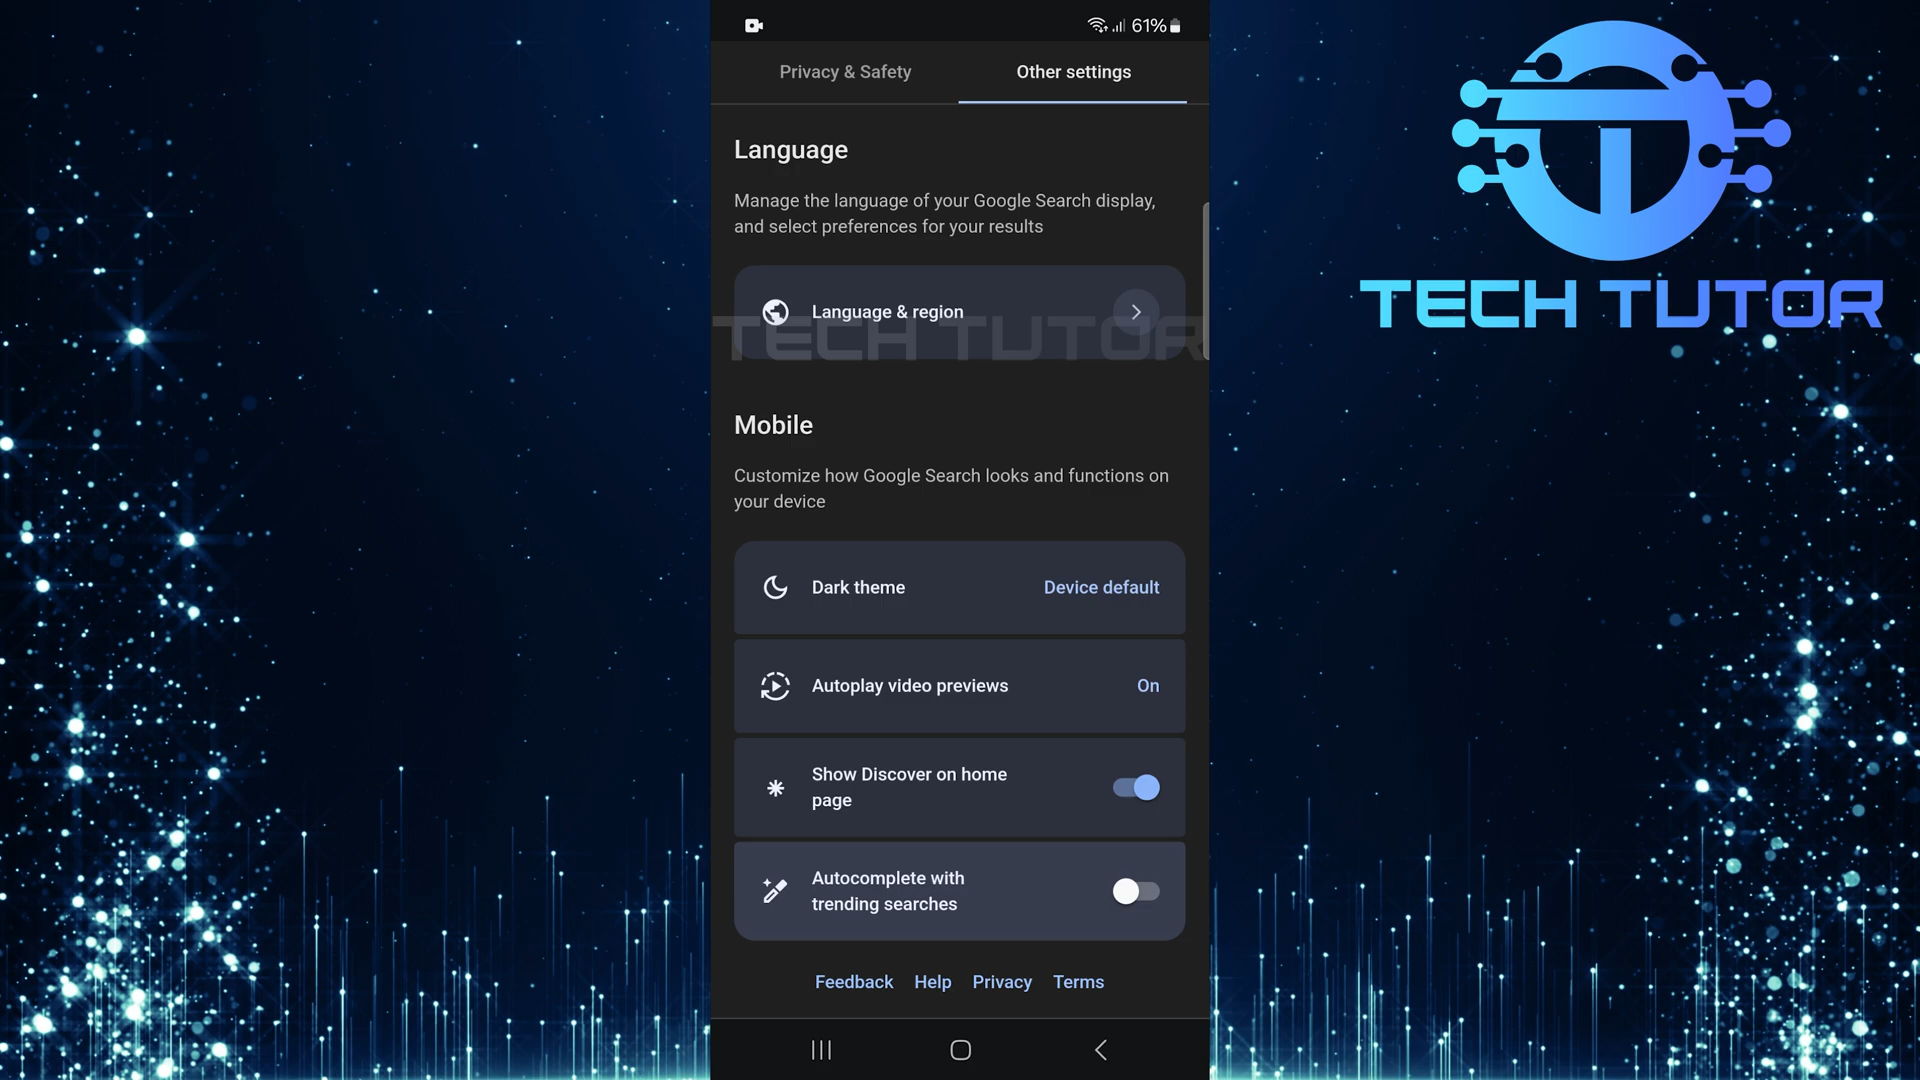 61%
Privacy & Safety
Other settings
Language
Manage the language of your Google Search display,
and select preferences for your results
Language & region
TECH TUTOR
Mobile
Customize how Google Search looks and functions on
your device
Dark theme
Device default
Autoplay video previews
On
Show Discover on home
page
Autocomplete with
trending searches
Feedback Help Privacy Terms
TECH TUTOR